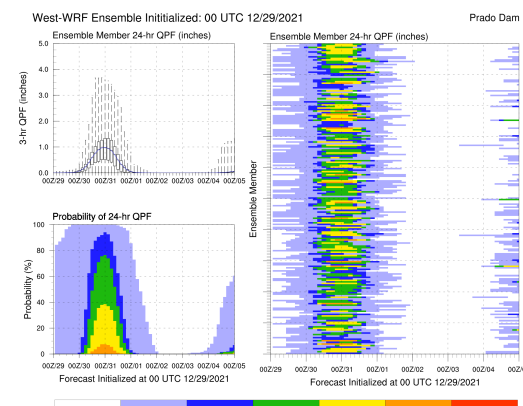 West-WRF Ensemble Inititialized: 00 UTC 12/29/2021
Prado Dam
Ensemble Member 24-hr QPF (inches)
5.0
4.0
3.0
2.0
1.0
0.0
3-hr QPF (inches)
00Z/29 00Z/30 00Z/31 00Z/01 00Z/02 00Z/03 00Z/04 00Z/05
Probability of 24-hr QPF
100
80
60
40
20
0
Probability (%)
00Z/29 00Z/30 00Z/31 00Z/01 00Z/02 00Z/03 00Z/04 00Z/05
Forecast Initialized at 00 UTC 12/29/2021
Ensemble Member 24-hr QPF (inches)
Ensemble Member
00Z/29 00Z/30 00Z/31 00Z/01 00Z/02 00Z/03 00Z/04 00Z/
Forecast Initialized at 00 UTC 12/29/2021